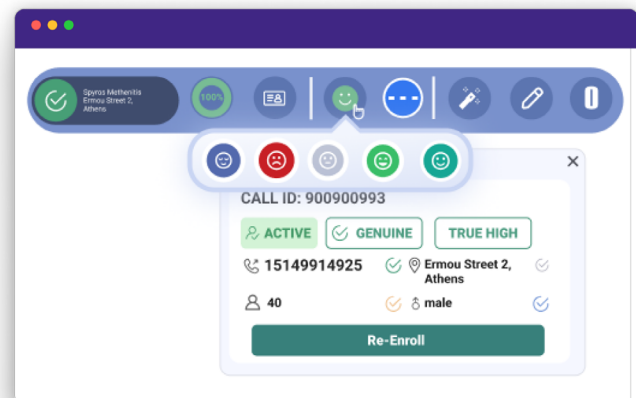 Spyros Methenitis
Ermou Street 2,
Athens
100%
CALL ID: 900900993
ACTIVE
GENUINE
TRUE HIGH
15149914925
Ermou Street 2,
Athens
40
male
Re-Enroll